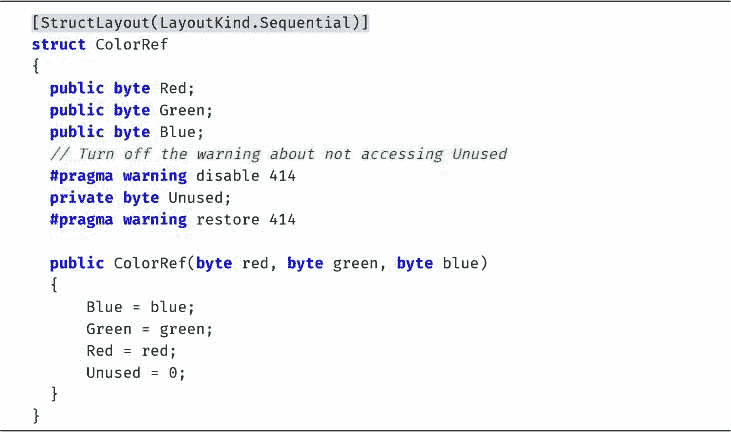 [StructLayout(LayoutKind.Sequential)]
struct ColorRef
{
  public byte Red;
  public byte Green;
  public byte Blue;
  // Turn off the warning about not accessing Unused
  #pragma warning disable 414
  private byte Unused;
  #pragma warning restore 414

  public ColorRef(byte red, byte green, byte blue)
  {
      Blue = blue;
      Green = green;
      Red = red;
      Unused = 0;
  }
}